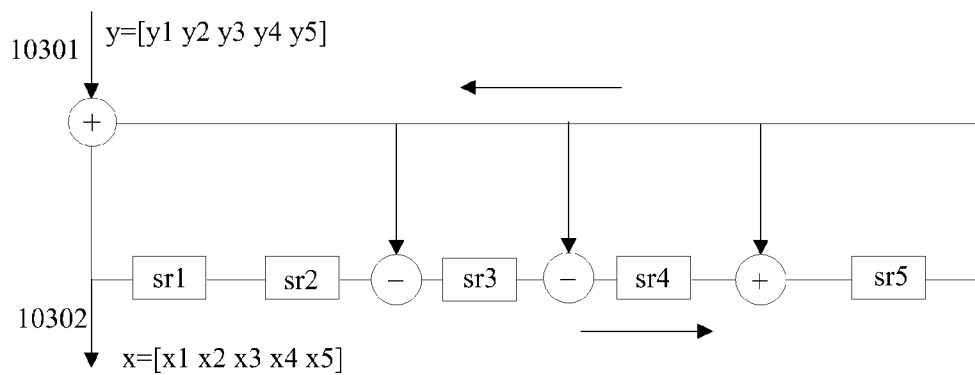 10301
y=[y1 y2 y3 y4 y5]
+
sr1 sr2 − sr3 − sr4 + sr5
10302
x=[x1 x2 x3 x4 x5]